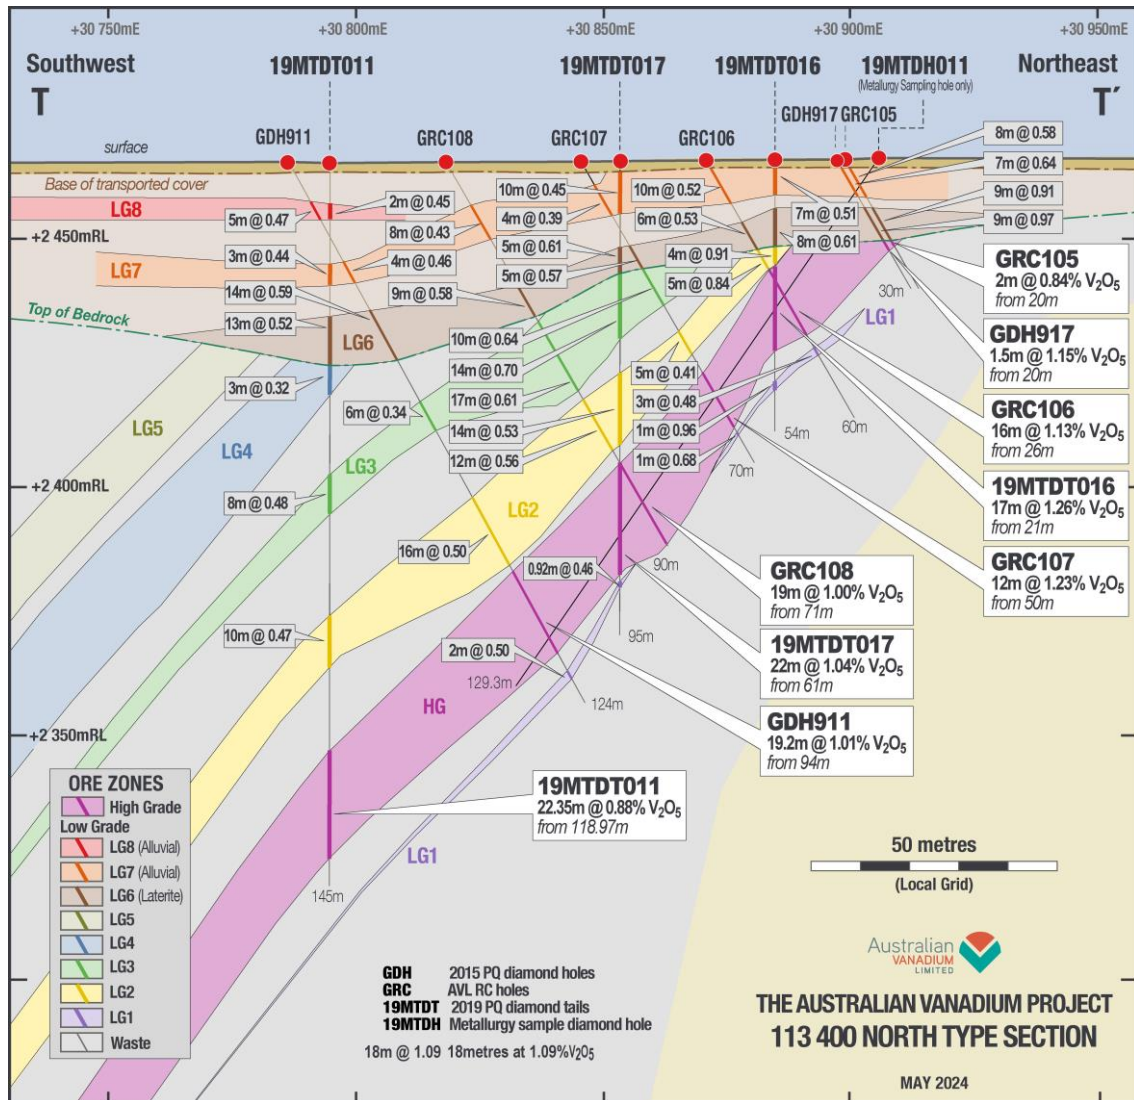 +30 750mE
+30 800mE
+30 850mE
+30 900mE
+30 950mE
Southwest
19MTDT011
19MTDT017
19MTDT016
19MTDH011
Northeast
(Metallurgy Sampling hole only)
T
T′
GDH911
GRC108
GRC107
GRC106
GDH917
GRC105
surface
Base of transported cover
8m @ 0.58
7m @ 0.64
9m @ 0.91
9m @ 0.97
LG8
5m @ 0.47
2m @ 0.45
8m @ 0.43
10m @ 0.45
4m @ 0.39
10m @ 0.52
6m @ 0.53
7m @ 0.51
8m @ 0.61
+2 450mRL
LG7
3m @ 0.44
4m @ 0.46
5m @ 0.61
5m @ 0.57
4m @ 0.91
5m @ 0.84
14m @ 0.59
9m @ 0.58
13m @ 0.52
Top of Bedrock
LG6
30m
LG1
GRC105
2m @ 0.84% V₂O₅
from 20m
GDH917
1.5m @ 1.15% V₂O₅
from 20m
GRC106
16m @ 1.13% V₂O₅
from 26m
19MTDT016
17m @ 1.26% V₂O₅
from 21m
GRC107
12m @ 1.23% V₂O₅
from 50m
10m @ 0.64
14m @ 0.70
17m @ 0.61
14m @ 0.53
12m @ 0.56
5m @ 0.41
3m @ 0.48
1m @ 0.96
1m @ 0.68
3m @ 0.32
6m @ 0.34
LG5
LG4
LG3
LG2
54m
60m
70m
+2 400mRL
8m @ 0.48
16m @ 0.50
0.92m @ 0.46
90m
95m
GRC108
19m @ 1.00% V₂O₅
from 71m
19MTDT017
22m @ 1.04% V₂O₅
from 61m
GDH911
19.2m @ 1.01% V₂O₅
from 94m
10m @ 0.47
2m @ 0.50
129.3m
124m
HG
+2 350mRL
19MTDT011
22.35m @ 0.88% V₂O₅
from 118.97m
LG1
145m
ORE ZONES
High Grade
Low Grade
LG8 (Alluvial)
LG7 (Alluvial)
LG6 (Laterite)
LG5
LG4
LG3
LG2
LG1
Waste
50 metres
(Local Grid)
GDH 2015 PQ diamond holes
GRC AVL RC holes
19MTDT 2019 PQ diamond tails
19MTDH Metallurgy sample diamond hole
18m @ 1.09 18metres at 1.09%V₂O₅
Australian
VANADIUM
LIMITED
THE AUSTRALIAN VANADIUM PROJECT
113 400 NORTH TYPE SECTION
MAY 2024